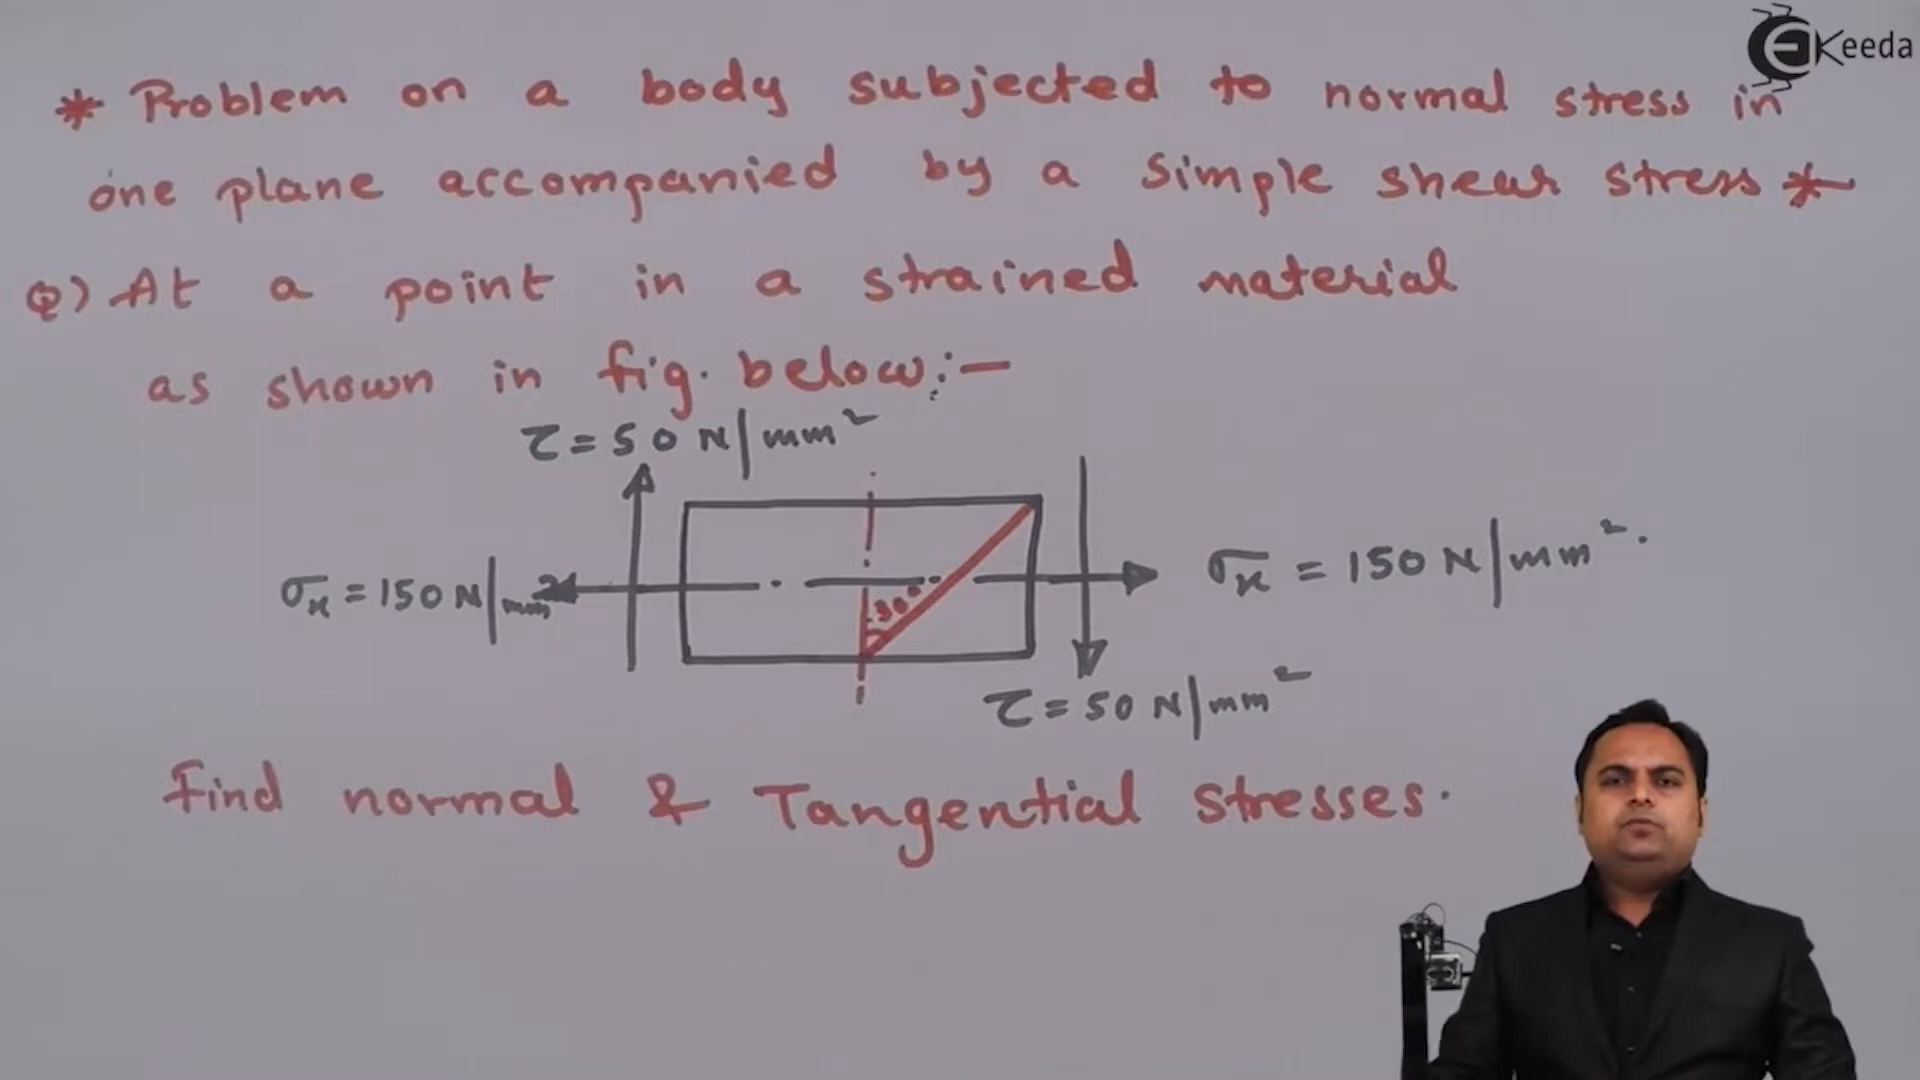 eKeeda
* Problem on a body subjected to normal stress in
one plane accompanied by a simple shear stress *
Q) At a point in a strained material
as shown in fig. below:-
τ = 50 N/mm²
σx = 150 N/mm
30°
σx = 150 N/mm².
τ = 50 N/mm²
Find normal & Tangential stresses.